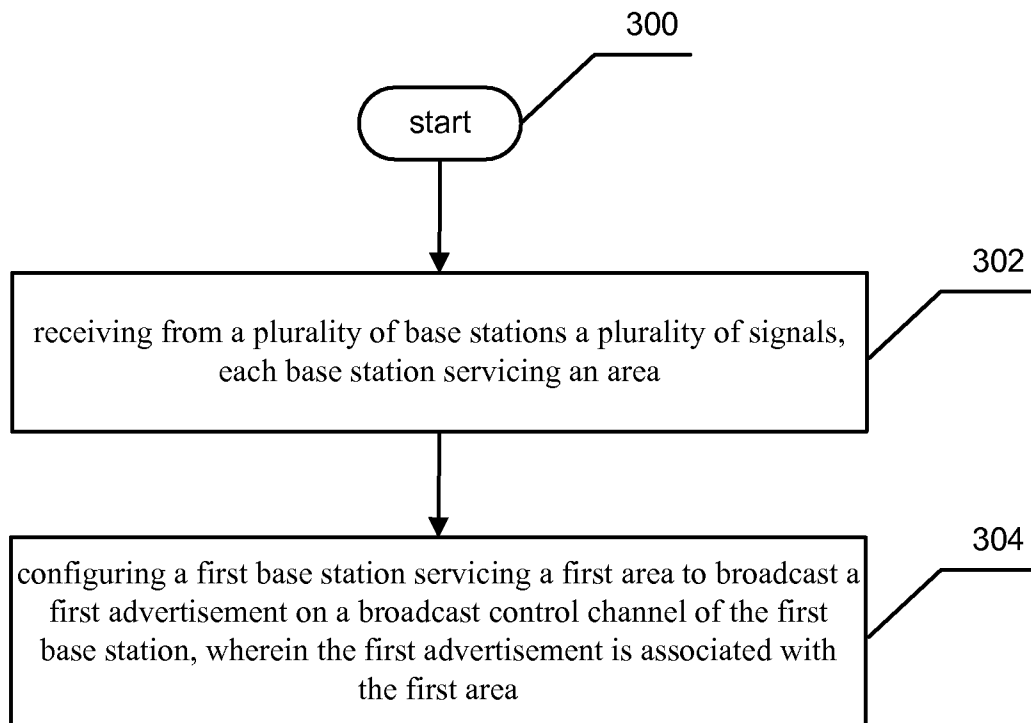 300
start
302
receiving from a plurality of base stations a plurality of signals,
each base station servicing an area
304
configuring a first base station servicing a first area to broadcast a
first advertisement on a broadcast control channel of the first
base station, wherein the first advertisement is associated with
the first area